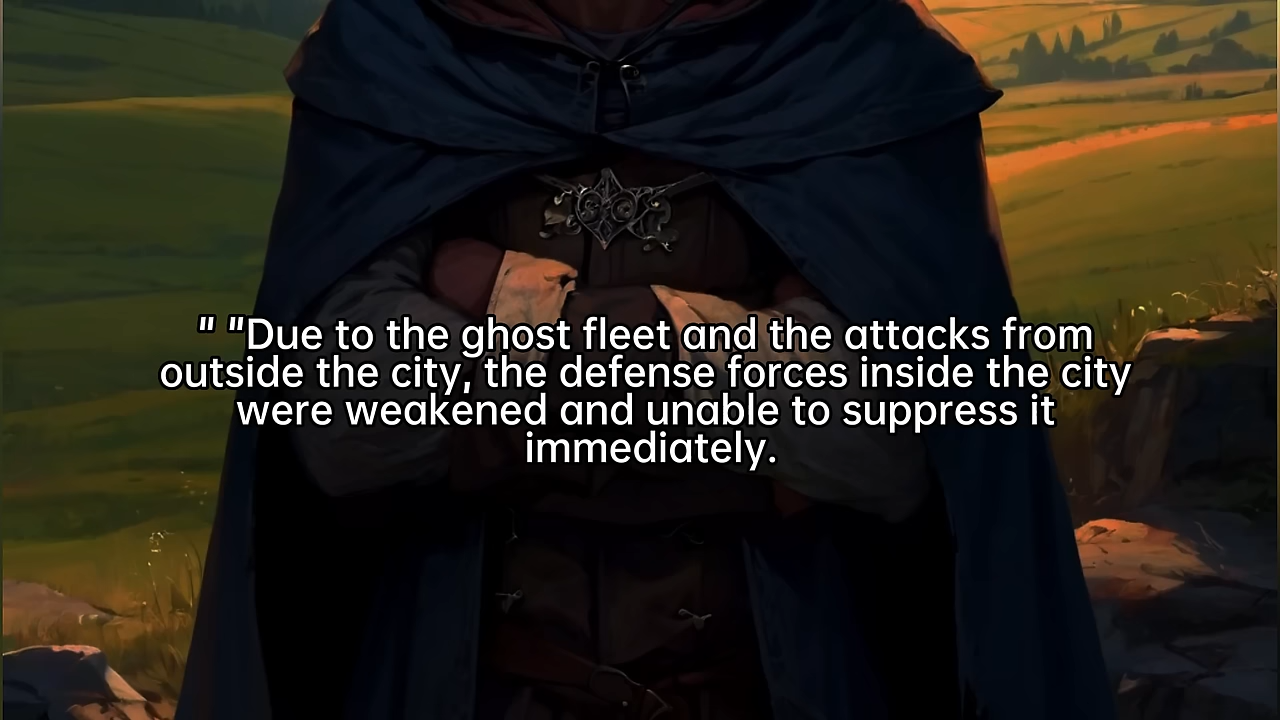 " "Due to the ghost fleet and the attacks from
outside the city, the defense forces inside the city
were weakened and unable to suppress it
immediately.